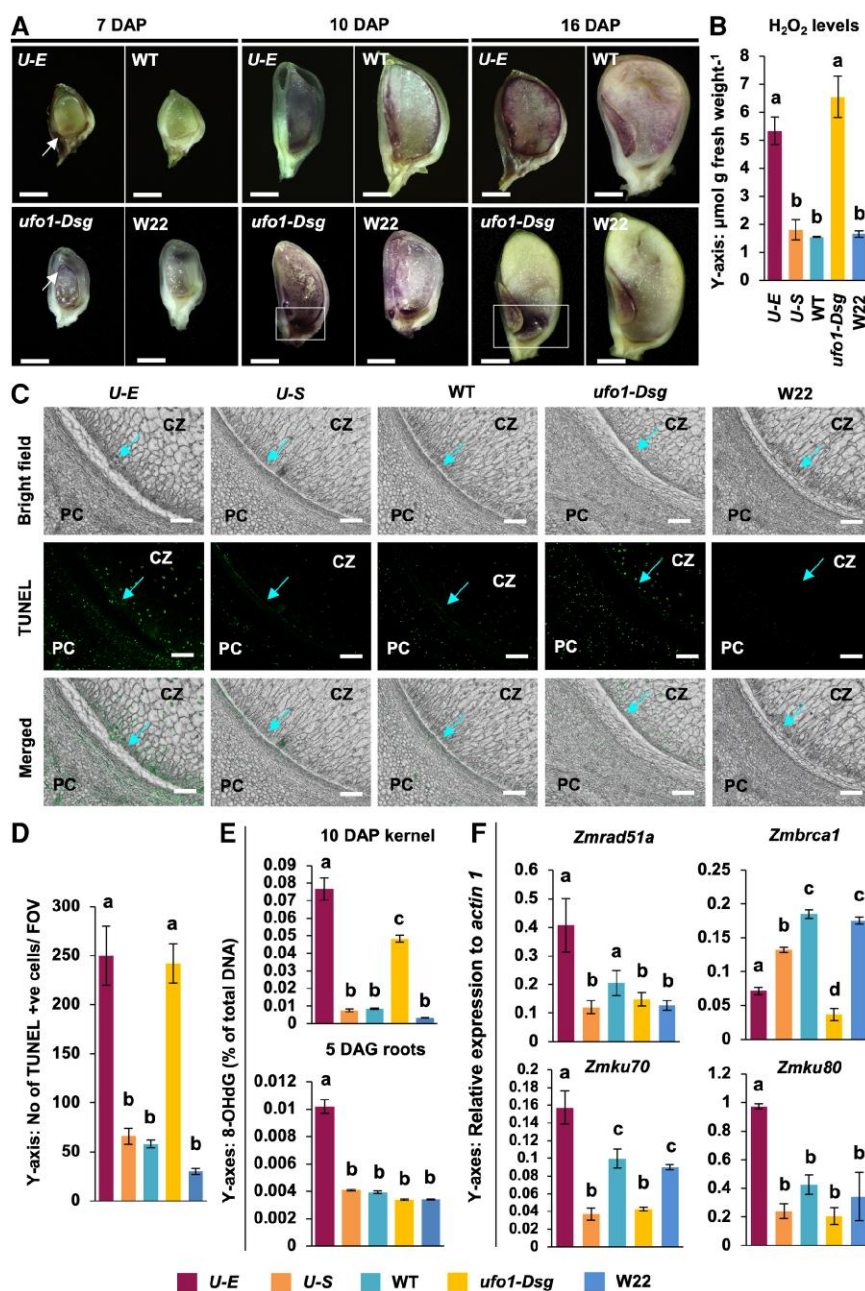 A
7 DAP
10 DAP
16 DAP
U-E
WT
U-E
WT
U-E
WT
ufo1-Dsg
W22
ufo1-Dsg
W22
ufo1-Dsg
W22
B
H₂O₂ levels
Y-axis: µmol g fresh weight-¹
8
7
6
5
4
3
2
1
0
a
b
b
a
b
U-E
U-S
WT
ufo1-Dsg
W22
C
U-E
U-S
WT
ufo1-Dsg
W22
Bright field
CZ
PC
CZ
PC
CZ
PC
CZ
PC
CZ
PC
TUNEL
CZ
PC
CZ
PC
CZ
PC
CZ
PC
CZ
PC
Merged
CZ
PC
CZ
PC
CZ
PC
CZ
PC
CZ
PC
D
Y-axis: No of TUNEL +ve cells/ FOV
300
250
200
150
100
50
0
a
b
b
a
b
E
Y-axes: 8-OHdG (% of total DNA)
10 DAP kernel
0.09
0.08
0.07
0.06
0.05
0.04
0.03
0.02
0.01
0
a
b
b
c
b
5 DAG roots
0.012
0.01
0.008
0.006
0.004
0.002
0
a
b
b
b
b
F
Y-axes: Relative expression to actin 1
Zmrad51a
0.6
0.5
0.4
0.3
0.2
0.1
0
a
b
a
b
b
Zmbrca1
0.25
0.2
0.15
0.1
0.05
0
a
b
c
d
c
Zmku70
0.2
0.18
0.16
0.14
0.12
0.1
0.08
0.06
0.04
0.02
0
a
b
c
b
c
Zmku80
1.2
1
0.8
0.6
0.4
0.2
0
a
b
b
b
b
U-E
U-S
WT
ufo1-Dsg
W22